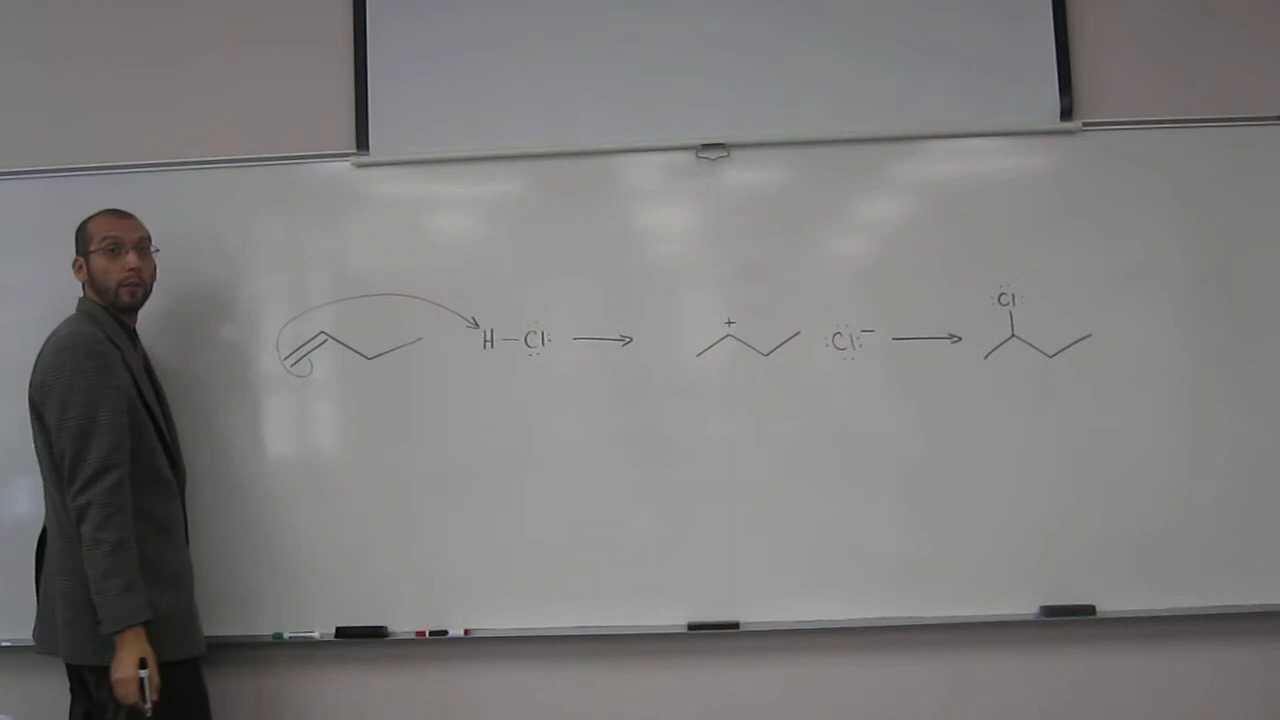 Cl
H–Cl → + Cl⁻ →